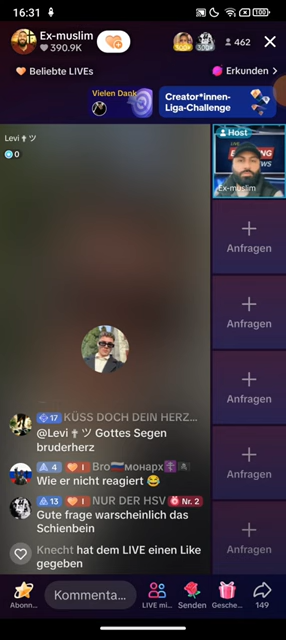 16:31
100
Ex-muslim
390.9K
462
Beliebte LIVEs
Erkunden
Vielen Dank
Creator*innen-
Liga-Challenge
Levi✝ツ
0
Host
LIVE
NEWS
Ex-muslim
Anfragen
Anfragen
Anfragen
Anfragen
Anfragen
17 KÜSS DOCH DEIN HERZ...
@Levi✝ツ Gottes Segen
bruderherz
4 I Bro🇷🇺монарх☦️
Wie er nicht reagiert 😂
13 I NUR DER HSV Nr. 2
Gute frage warscheinlich das
Schienbein
Knecht hat dem LIVE einen Like
gegeben
Abonn...
Kommenta...
LIVE mi...
Senden
Gesche...
149